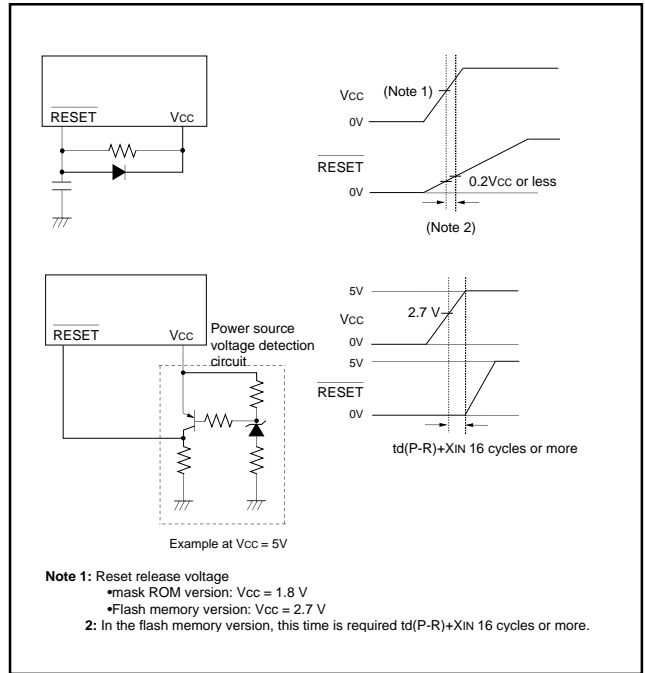 RESET
VCC
VCC
(Note 1)
0V
RESET
0V
0.2VCC or less
(Note 2)
RESET
VCC
Power source
voltage detection
circuit
Example at VCC = 5V
5V
2.7 V
VCC
0V
5V
RESET
0V
td(P-R)+XIN 16 cycles or more
Note 1: Reset release voltage
•mask ROM version: Vcc = 1.8 V
•Flash memory version: Vcc = 2.7 V
2: In the flash memory version, this time is required td(P-R)+XIN 16 cycles or more.